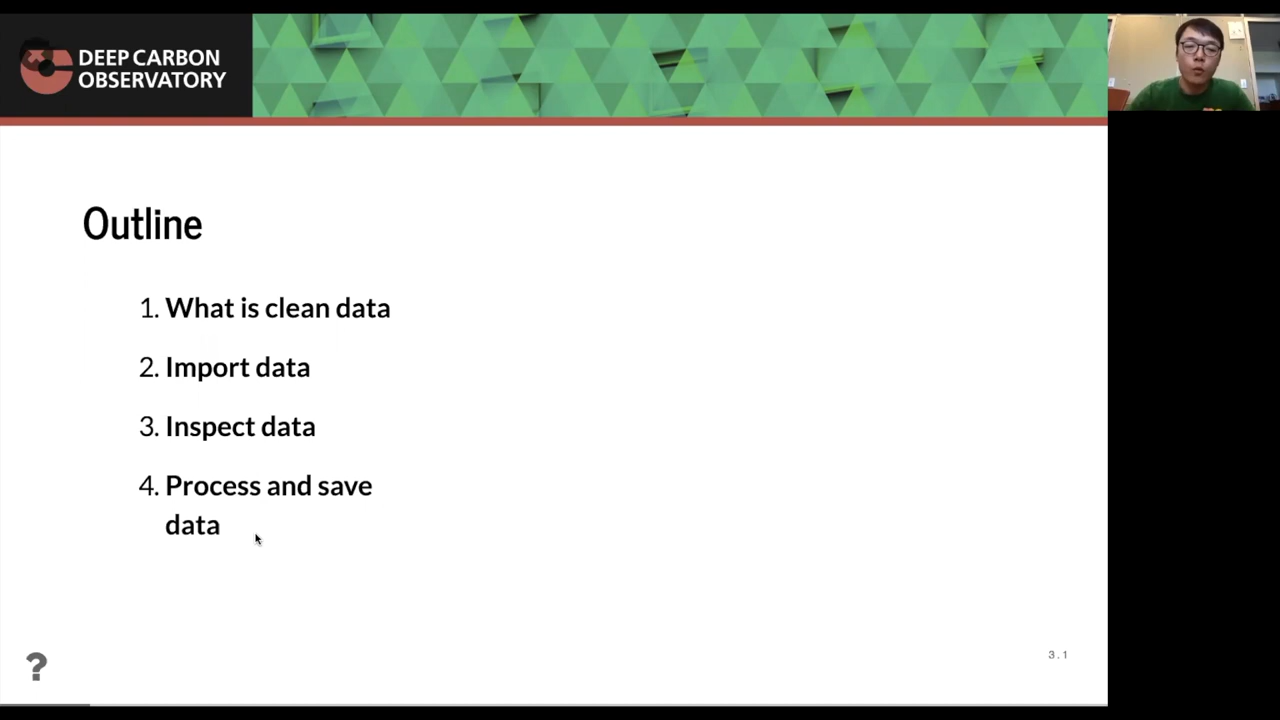 DEEP CARBON
OBSERVATORY
Outline
1. What is clean data
2. Import data
3. Inspect data
4. Process and save
data
?
3.1